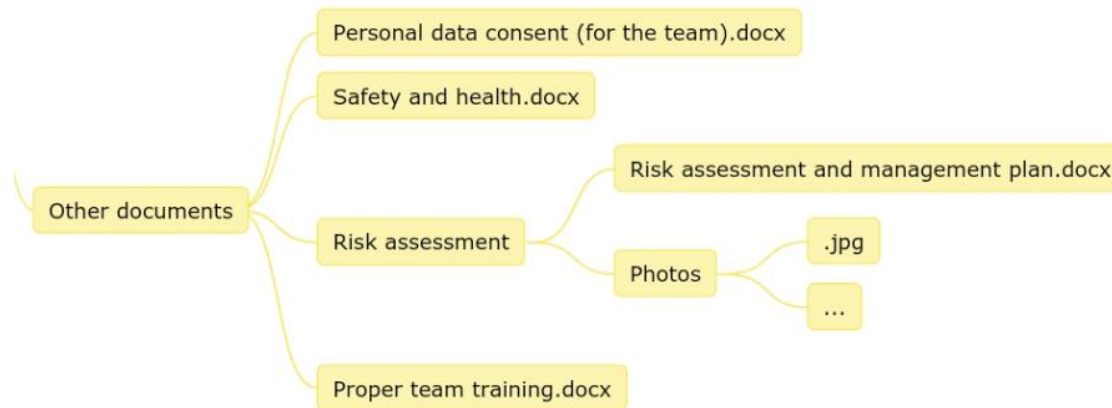 Personal data consent (for the team).docx
Safety and health.docx
Other documents
Risk assessment
Risk assessment and management plan.docx
Photos
.jpg
...
Proper team training.docx